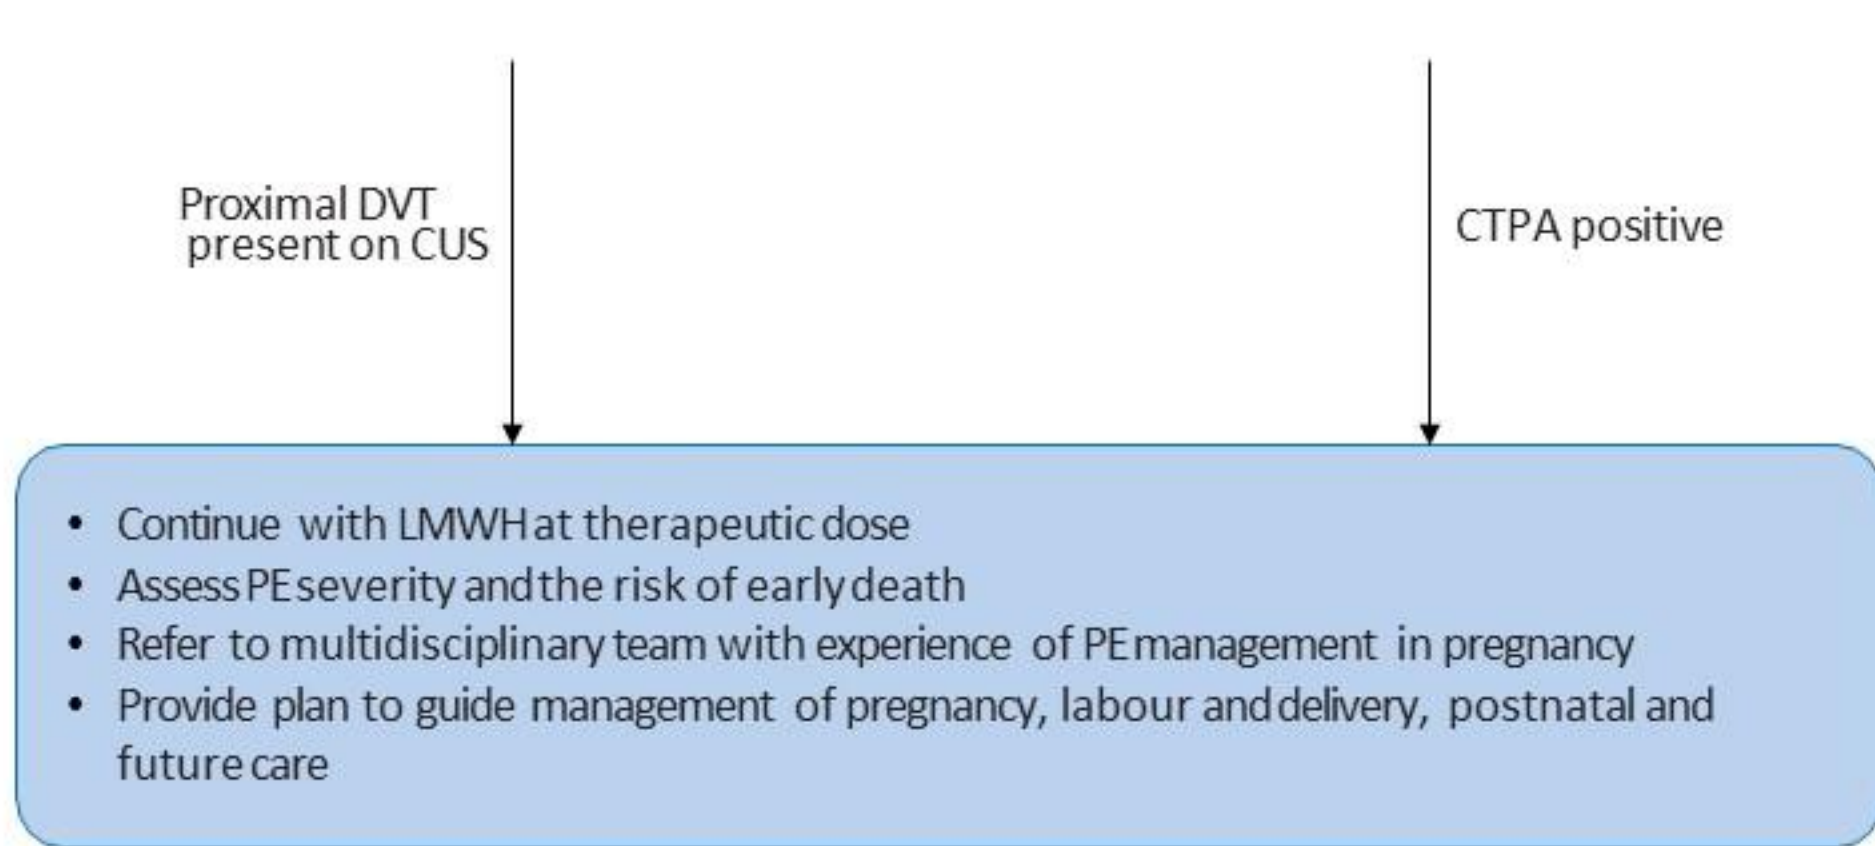 Proximal DVT
present on CUS
CTPA positive
• Continue with LMWH at therapeutic dose
• Assess PE severity and the risk of early death
• Refer to multidisciplinary team with experience of PE management in pregnancy
• Provide plan to guide management of pregnancy, labour and delivery, postnatal and
future care